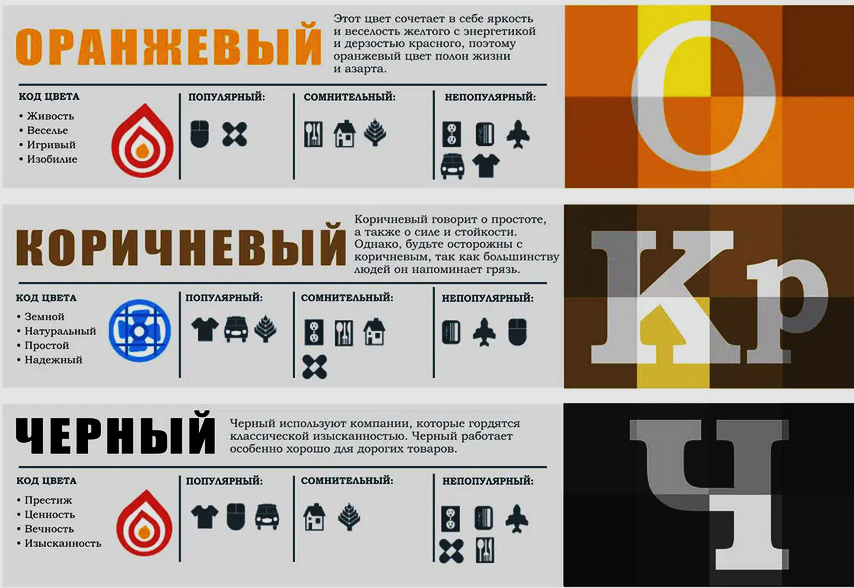 ОРАНЖЕВЫЙ
Этот цвет сочетает в себе яркость
и веселость желтого с энергетикой
и дерзостью красного, поэтому
оранжевый цвет полон жизни
и азарта.
КОД ЦВЕТА
• Живость
• Веселье
• Игривый
• Изобилие
ПОПУЛЯРНЫЙ:
СОМНИТЕЛЬНЫЙ:
НЕПОПУЛЯРНЫЙ:
О
КОРИЧНЕВЫЙ
Коричневый говорит о простоте,
а также о силе и стойкости.
Однако, будьте осторожны с
коричневым, так как большинству
людей он напоминает грязь.
КОД ЦВЕТА
• Земной
• Натуральный
• Простой
• Надежный
ПОПУЛЯРНЫЙ:
СОМНИТЕЛЬНЫЙ:
НЕПОПУЛЯРНЫЙ:
Кр
ЧЕРНЫЙ
Черный используют компании, которые гордятся
классической изысканностью. Черный работает
особенно хорошо для дорогих товаров.
КОД ЦВЕТА
• Престиж
• Ценность
• Вечность
• Изысканность
ПОПУЛЯРНЫЙ:
СОМНИТЕЛЬНЫЙ:
НЕПОПУЛЯРНЫЙ:
Ч